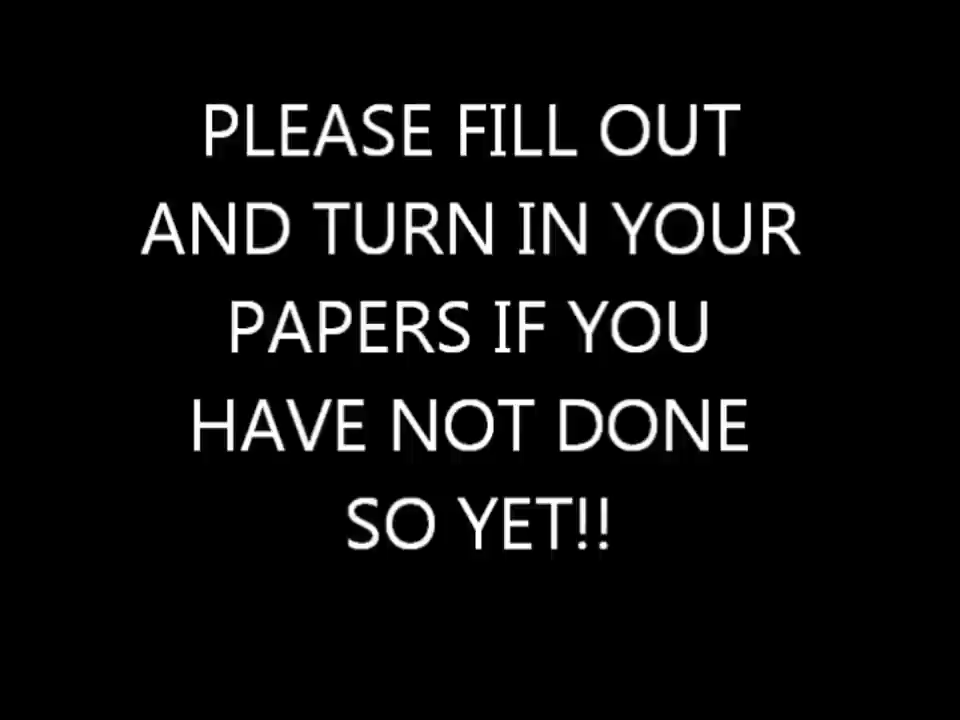 PLEASE FILL OUT
AND TURN IN YOUR
PAPERS IF YOU
HAVE NOT DONE
SO YET!!